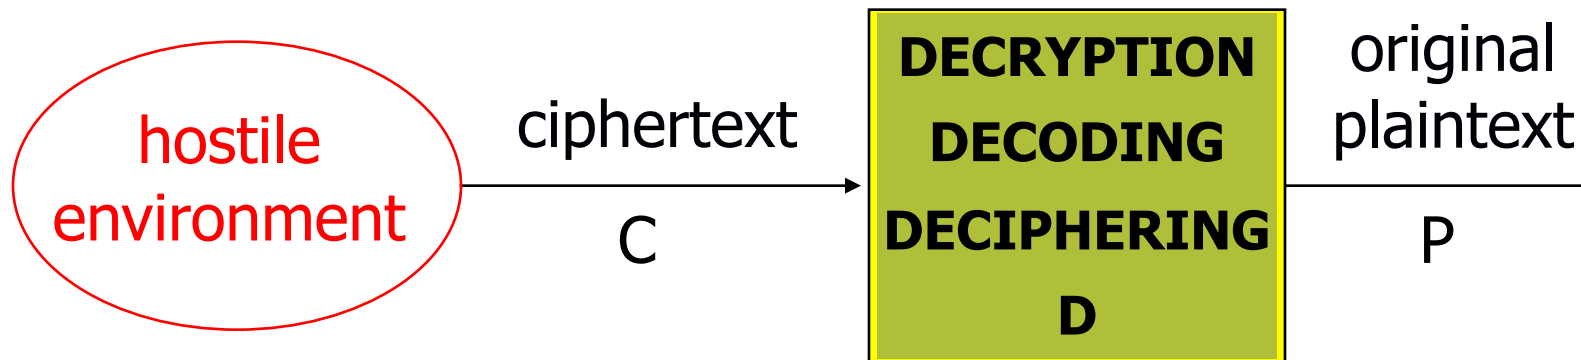 hostile
environment
ciphertext
C
DECRYPTION
DECODING
DECIPHERING
D
original
plaintext
P